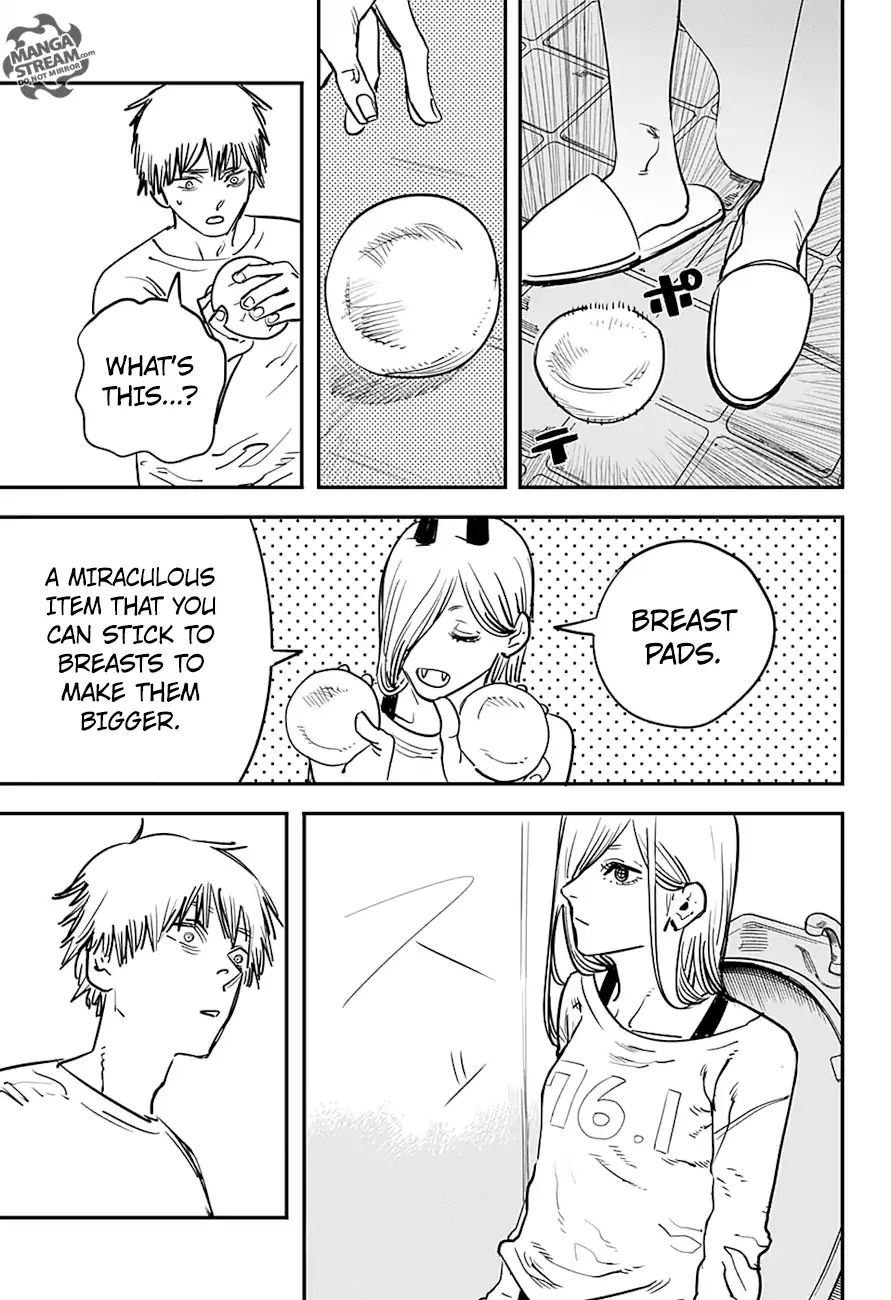 MANGA
STREAM.com
DO NOT MIRROR
ポ
テ
WHAT'S
THIS...?
BREAST
PADS.
A MIRACULOUS
ITEM THAT YOU
CAN STICK TO
BREASTS TO
MAKE THEM
BIGGER.
76.1